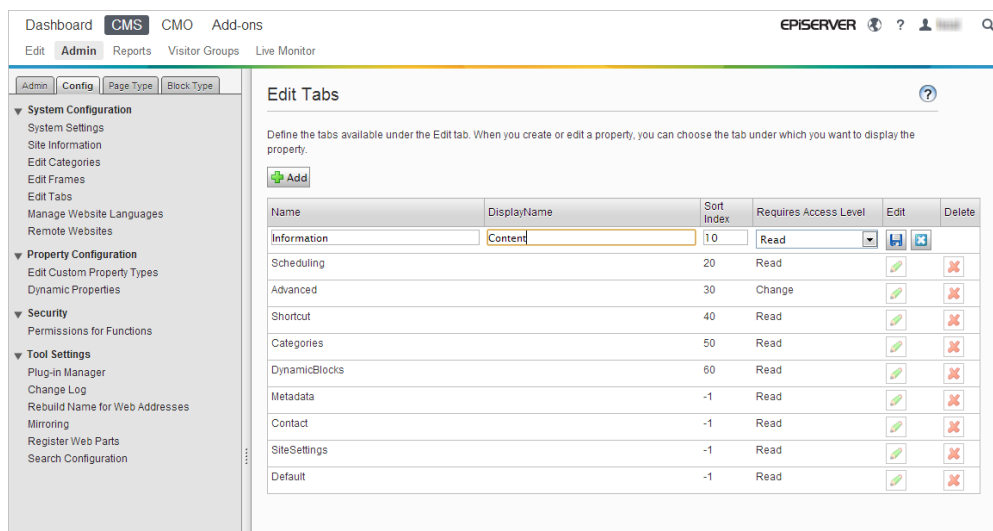 Dashboard CMS CMO Add-ons EPiSERVER ?
Edit Admin Reports Visitor Groups Live Monitor
Admin Config Page Type Block Type
System Configuration
System Settings
Site Information
Edit Categories
Edit Frames
Edit Tabs
Manage Website Languages
Remote Websites
Property Configuration
Edit Custom Property Types
Dynamic Properties
Security
Permissions for Functions
Tool Settings
Plug-in Manager
Change Log
Rebuild Name for Web Addresses
Mirroring
Register Web Parts
Search Configuration
Edit Tabs ?
Define the tabs available under the Edit tab. When you create or edit a property, you can choose the tab under which you want to display the
property.
Add
Name DisplayName Sort Index Requires Access Level Edit Delete
Information Content 10 Read
Scheduling 20 Read
Advanced 30 Change
Shortcut 40 Read
Categories 50 Read
DynamicBlocks 60 Read
Metadata -1 Read
Contact -1 Read
SiteSettings -1 Read
Default -1 Read